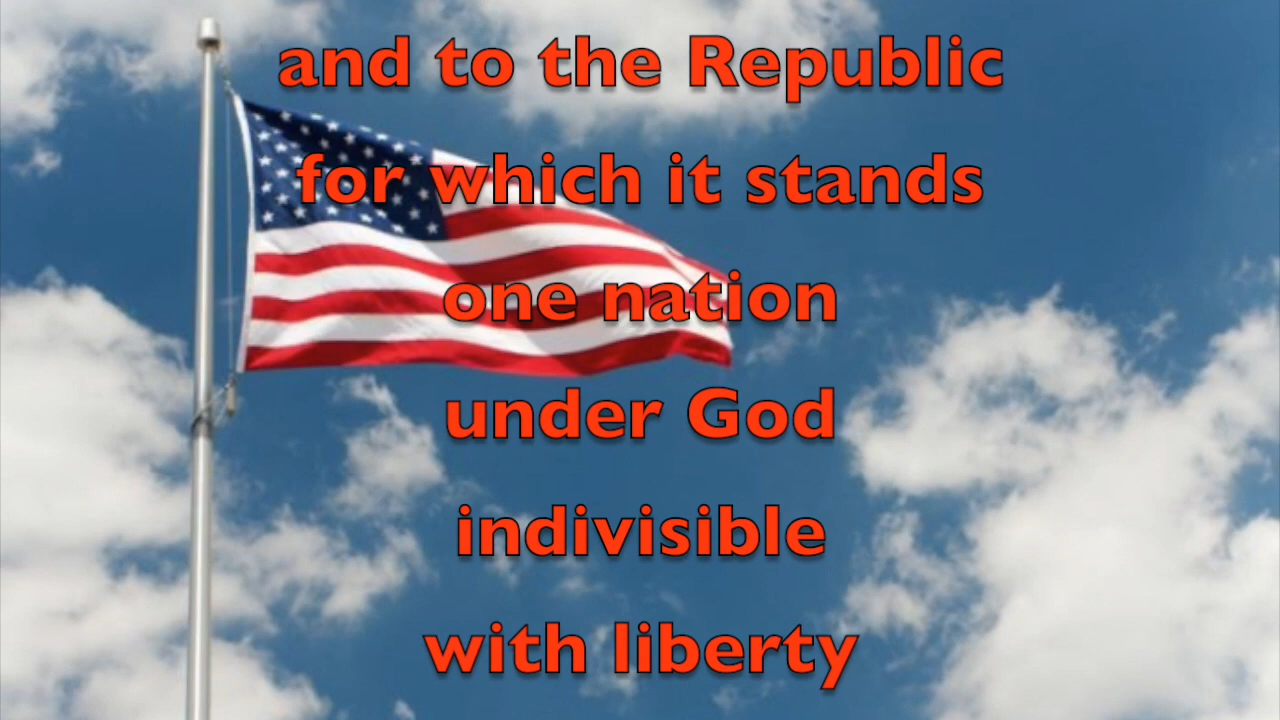 and to the Republic
for which it stands
one nation
under God
indivisible
with liberty